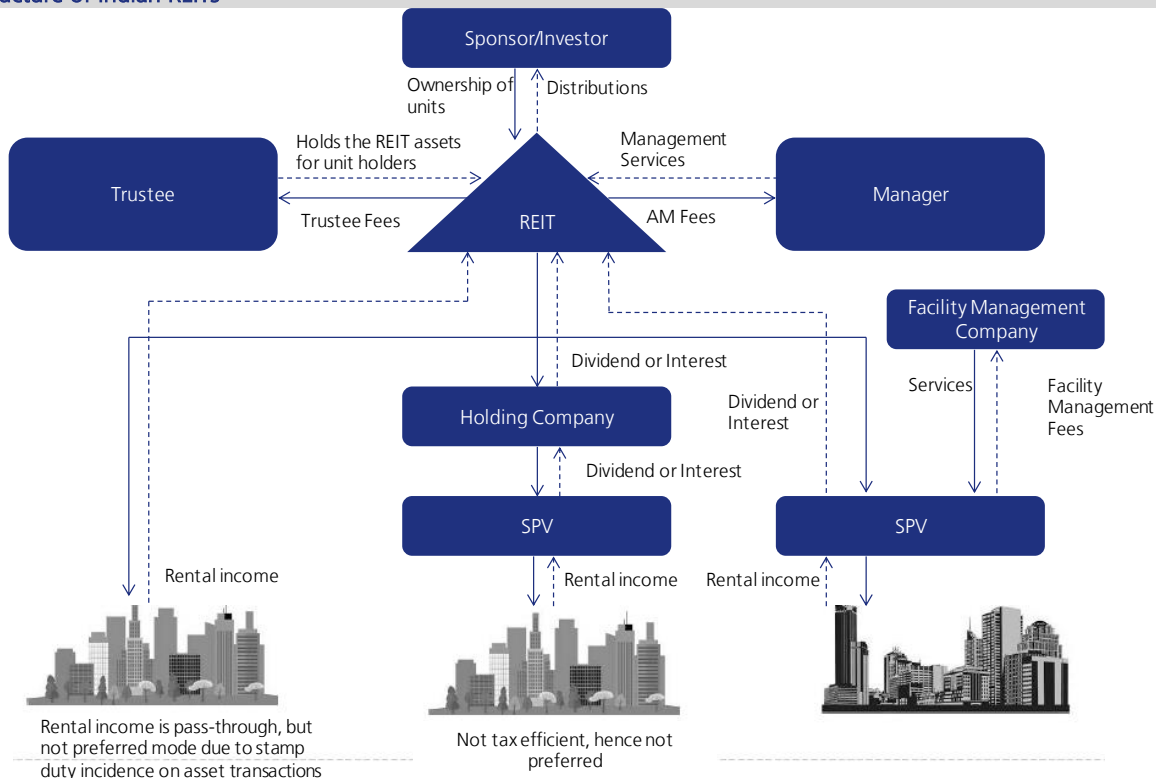 of Indian REITs
Sponsor/Investor
Ownership of
units
Distributions
Holds the REIT assets
for unit holders
Management
Services
Trustee
Manager
Trustee Fees
REIT
AM Fees
Facility Management
Company
Dividend or Interest
Services
Facility
Management
Fees
Dividend or
Interest
Holding Company
Dividend or Interest
SPV
SPV
Rental income
Rental income
Rental income
Rental income is pass-through, but
not preferred mode due to stamp
duty incidence on asset transactions
Not tax efficient, hence not
preferred